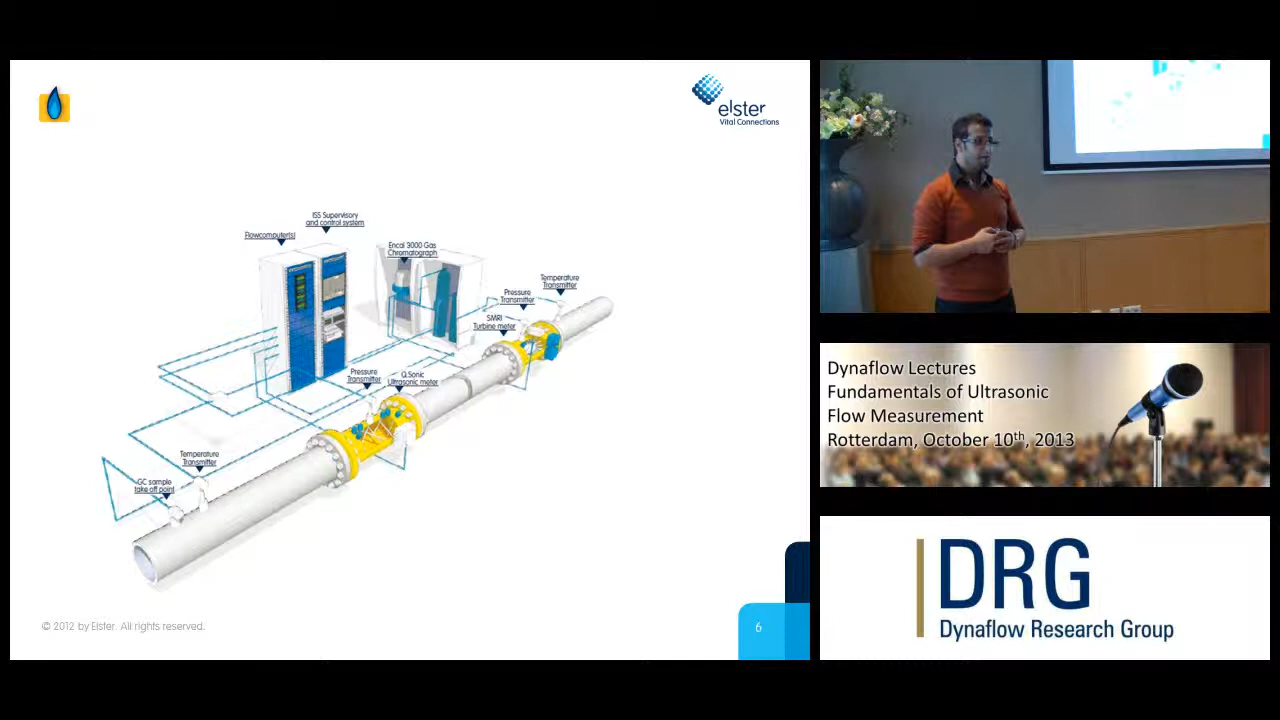 elster
Vital Connections
ISS Supervisory
and control system
Flowcomputer(s)
Encal 3000 Gas
Chromatograph
Temperature
Transmitter
Pressure
Transmitter
SMRI
Turbine meter
Pressure
Transmitter
Q.Sonic
Ultrasonic meter
Temperature
Transmitter
GC sample
take off point
© 2012 by Elster. All rights reserved.
6
Dynaflow Lectures
Fundamentals of Ultrasonic
Flow Measurement
Rotterdam, October 10th, 2013
DRG
Dynaflow Research Group